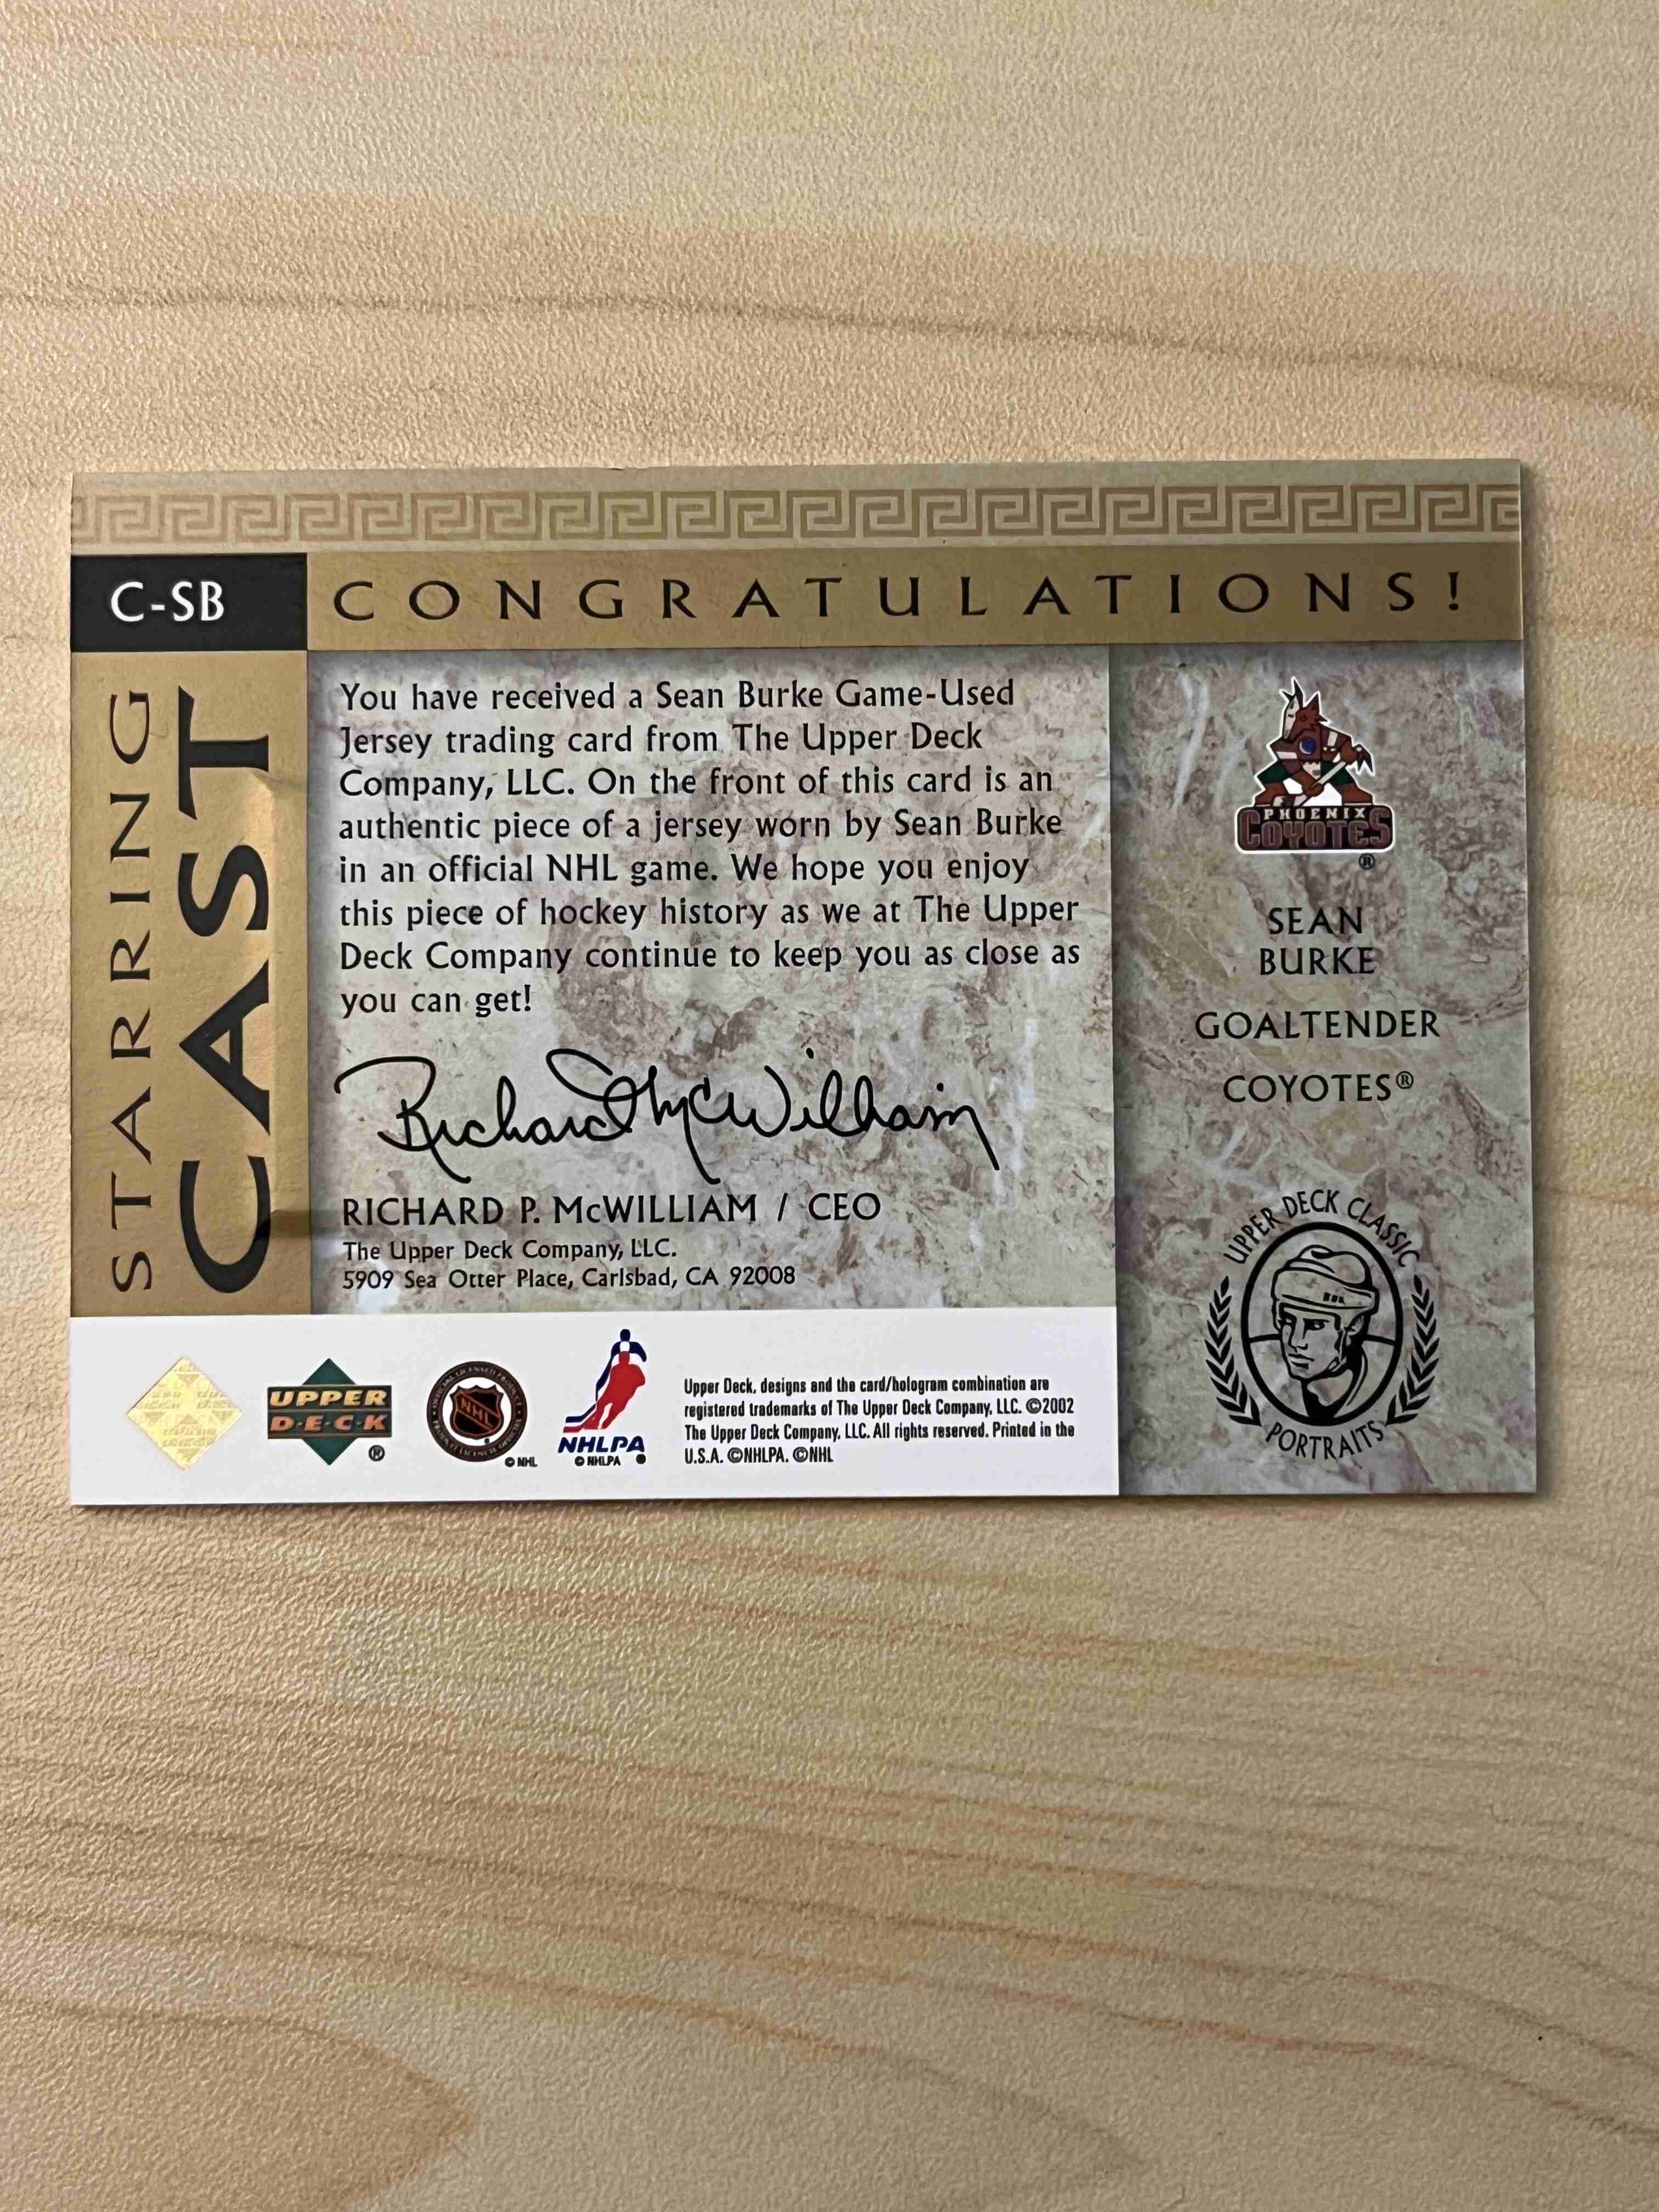 C-SB
CONGRATULATIONS!
STARRING
CAST
You have received a Sean Burke Game-Used
Jersey trading card from The Upper Deck
Company, LLC. On the front of this card is an
authentic piece of a jersey worn by Sean Burke
in an official NHL game. We hope you enjoy
this piece of hockey history as we at The Upper
Deck Company continue to keep you as close as
you can get!
Richard McWilliam
RICHARD P. McWILLIAM / CEO
The Upper Deck Company, LLC.
5909 Sea Otter Place, Carlsbad, CA 92008
PHOENIX
COYOTES
®
SEAN
BURKE
GOALTENDER
COYOTES®
UPPER DECK CLASSIC
PORTRAITS
UPPER
D·E·C·K
®
NHL
© NHL
NHLPA
© NHLPA ®
Upper Deck, designs and the card/hologram combination are
registered trademarks of The Upper Deck Company, LLC. ©2002
The Upper Deck Company, LLC. All rights reserved. Printed in the
U.S.A. ©NHLPA. ©NHL